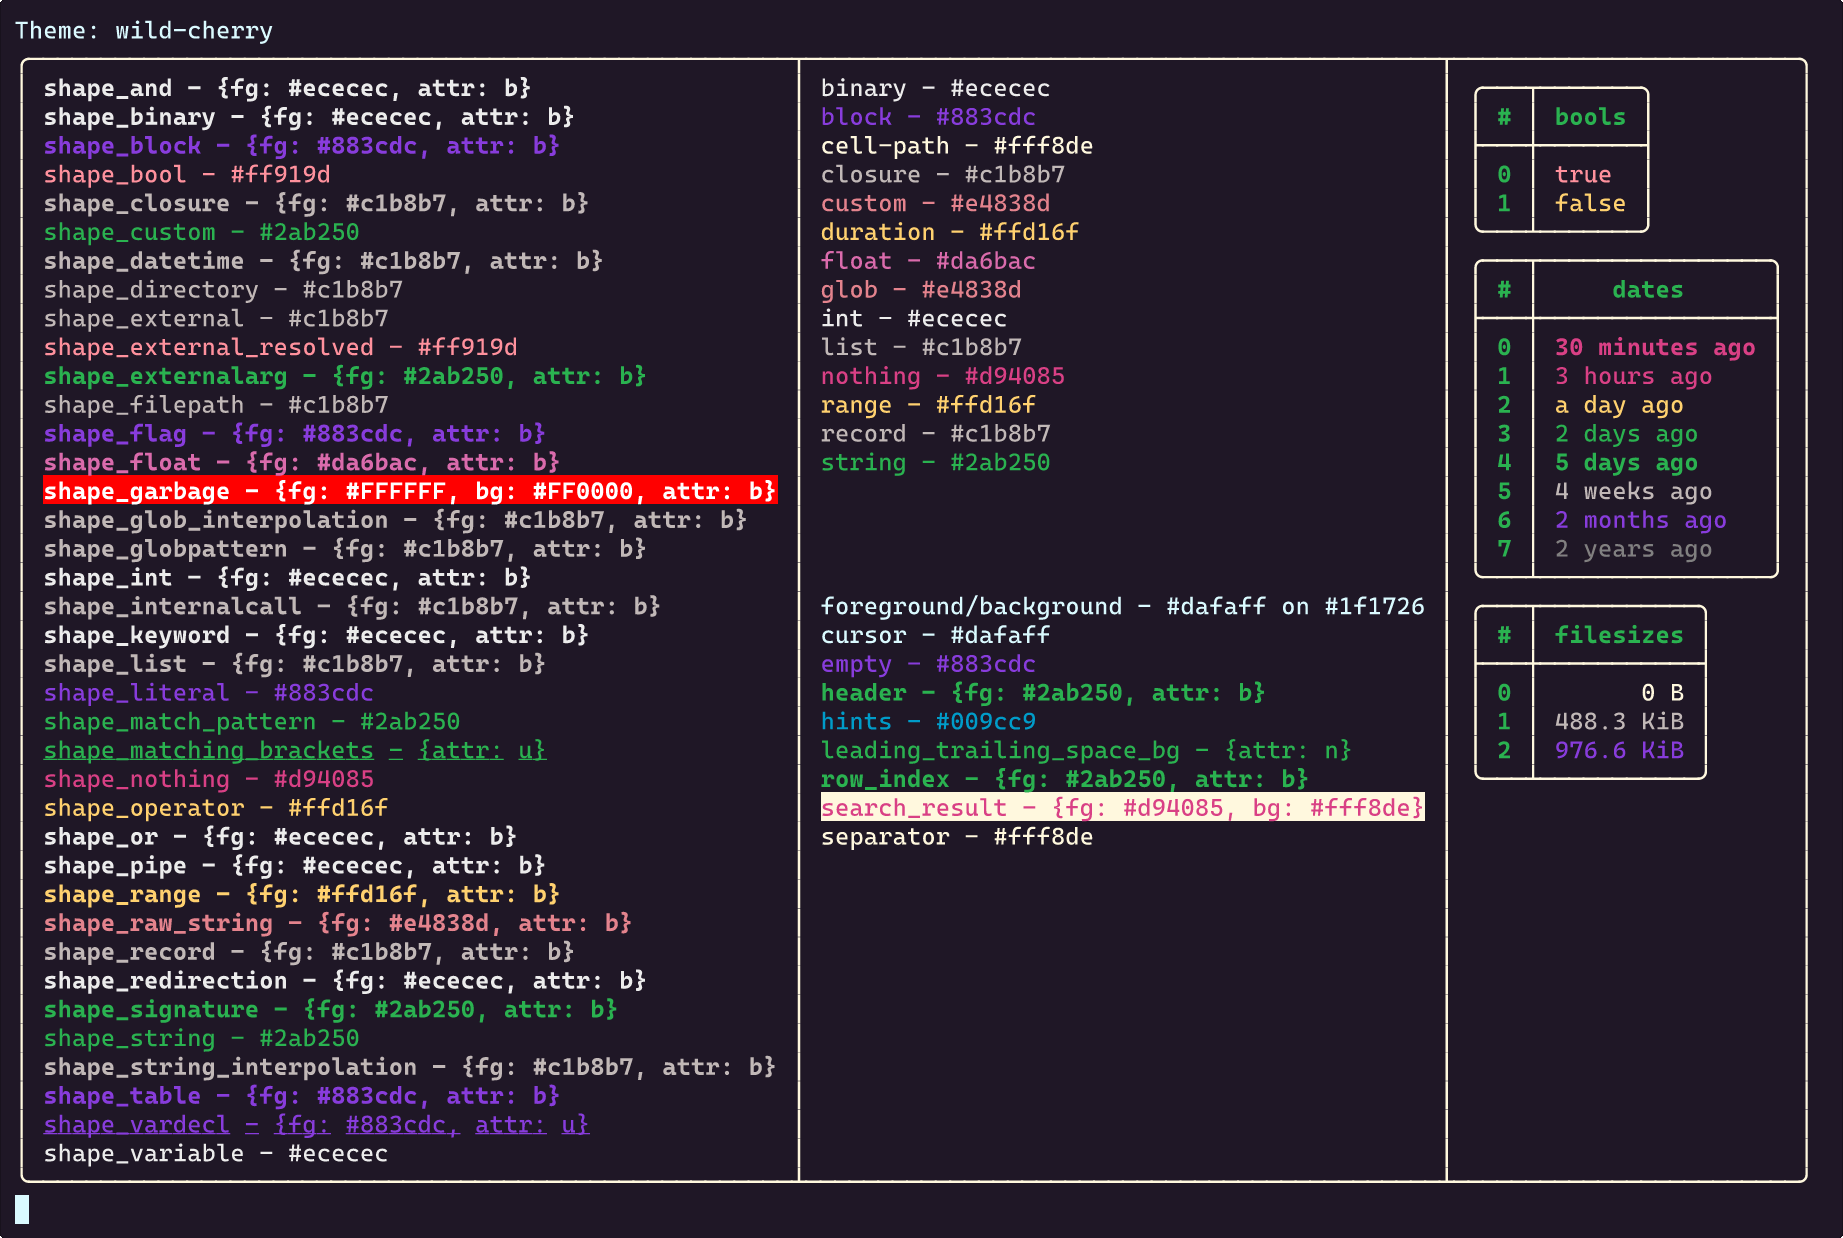 Theme: wild-cherry
shape_and - {fg: #ececec, attr: b}
shape_binary - {fg: #ececec, attr: b}
shape_block - {fg: #883cdc, attr: b}
shape_bool - #ff919d
shape_closure - {fg: #c1b8b7, attr: b}
shape_custom - #2ab250
shape_datetime - {fg: #c1b8b7, attr: b}
shape_directory - #c1b8b7
shape_external - #c1b8b7
shape_external_resolved - #ff919d
shape_externalarg - {fg: #2ab250, attr: b}
shape_filepath - #c1b8b7
shape_flag - {fg: #883cdc, attr: b}
shape_float - {fg: #da6bac, attr: b}
shape_garbage - {fg: #FFFFFF, bg: #FF0000, attr: b}
shape_glob_interpolation - {fg: #c1b8b7, attr: b}
shape_globpattern - {fg: #c1b8b7, attr: b}
shape_int - {fg: #ececec, attr: b}
shape_internalcall - {fg: #c1b8b7, attr: b}
shape_keyword - {fg: #ececec, attr: b}
shape_list - {fg: #c1b8b7, attr: b}
shape_literal - #883cdc
shape_match_pattern - #2ab250
shape_matching_brackets - {attr: u}
shape_nothing - #d94085
shape_operator - #ffd16f
shape_or - {fg: #ececec, attr: b}
shape_pipe - {fg: #ececec, attr: b}
shape_range - {fg: #ffd16f, attr: b}
shape_raw_string - {fg: #e4838d, attr: b}
shape_record - {fg: #c1b8b7, attr: b}
shape_redirection - {fg: #ececec, attr: b}
shape_signature - {fg: #2ab250, attr: b}
shape_string - #2ab250
shape_string_interpolation - {fg: #c1b8b7, attr: b}
shape_table - {fg: #883cdc, attr: b}
shape_vardecl - {fg: #883cdc, attr: u}
shape_variable - #ececec
binary - #ececec
block - #883cdc
cell-path - #fff8de
closure - #c1b8b7
custom - #e4838d
duration - #ffd16f
float - #da6bac
glob - #e4838d
int - #ececec
list - #c1b8b7
nothing - #d94085
range - #ffd16f
record - #c1b8b7
string - #2ab250
foreground/background - #dafaff on #1f1726
cursor - #dafaff
empty - #883cdc
header - {fg: #2ab250, attr: b}
hints - #009cc9
leading_trailing_space_bg - {attr: n}
row_index - {fg: #2ab250, attr: b}
search_result - {fg: #d94085, bg: #fff8de}
separator - #fff8de
# bools
0 true
1 false
# dates
0 30 minutes ago
1 3 hours ago
2 a day ago
3 2 days ago
4 5 days ago
5 4 weeks ago
6 2 months ago
7 2 years ago
# filesizes
0 0 B
1 488.3 KiB
2 976.6 KiB